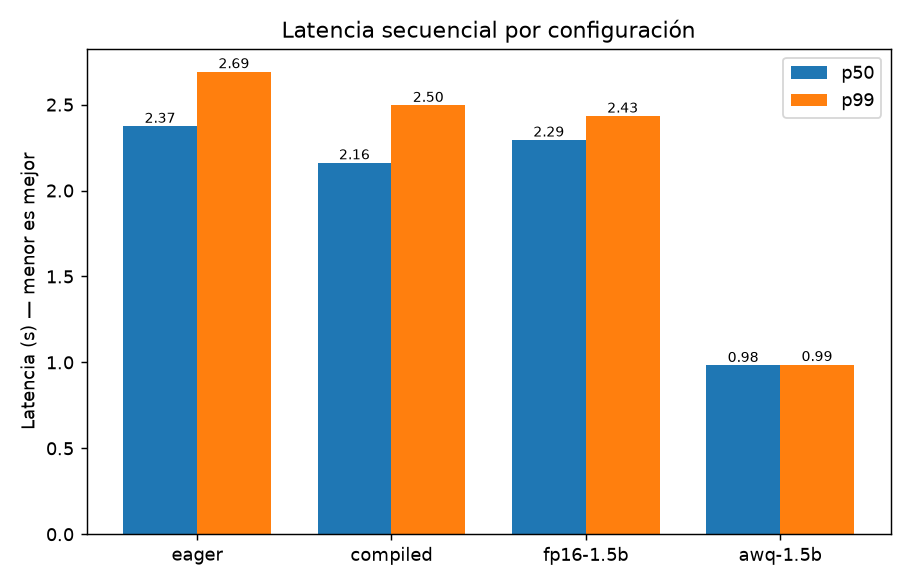 Latencia secuencial por configuración
Latencia (s) — menor es mejor
2.5
2.0
1.5
1.0
0.5
0.0
2.37
2.69
2.16
2.50
2.29
2.43
0.98
0.99
p50
p99
eager
compiled
fp16-1.5b
awq-1.5b